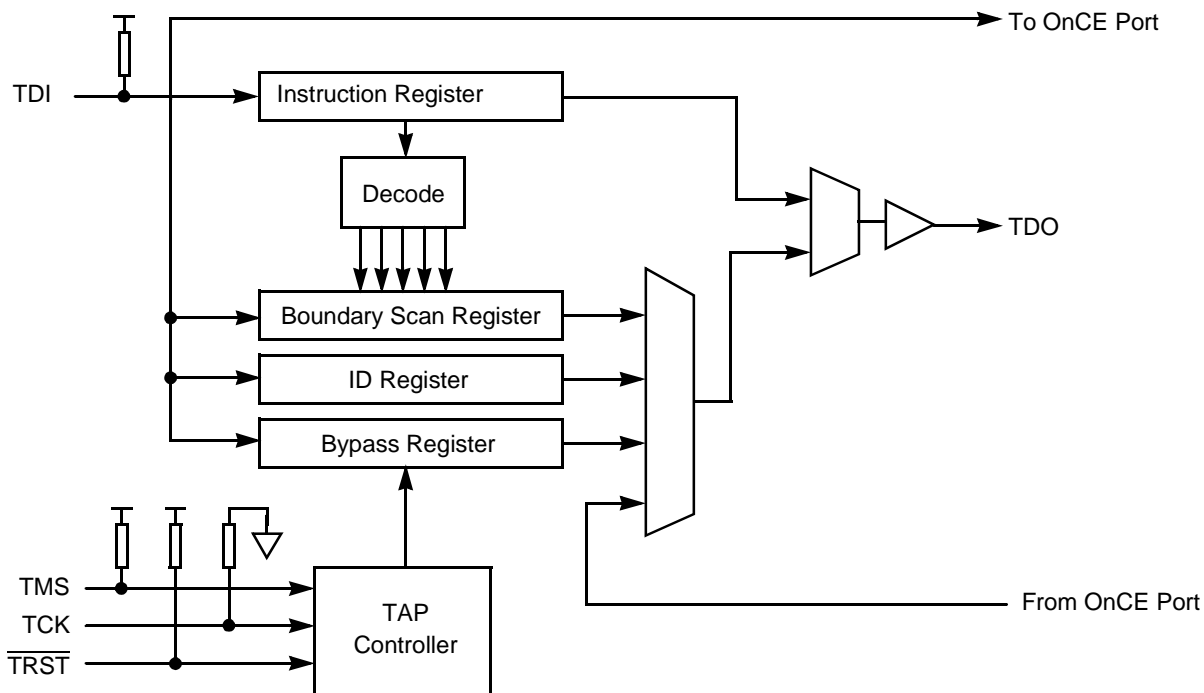 To OnCE Port
TDI
Instruction Register
Decode
TDO
Boundary Scan Register
ID Register
Bypass Register
TMS
TAP
Controller
From OnCE Port
TCK
TRST